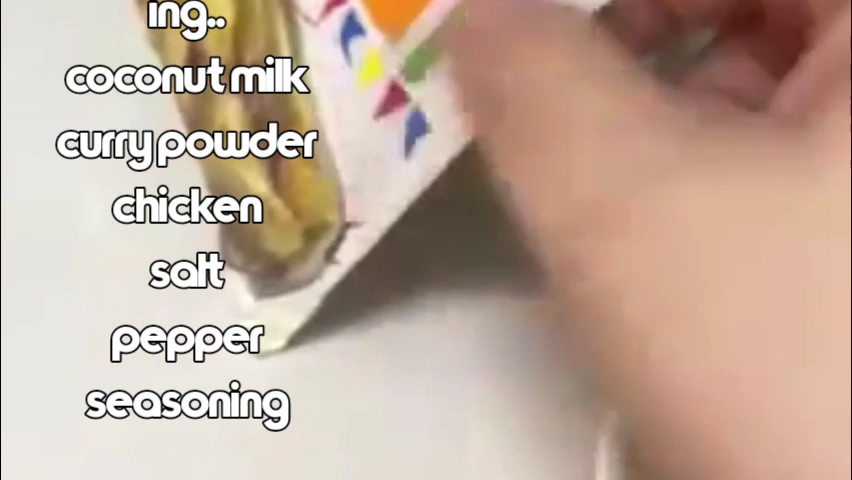 ing..
coconut milk
curry powder
chicken
salt
pepper
seasoning